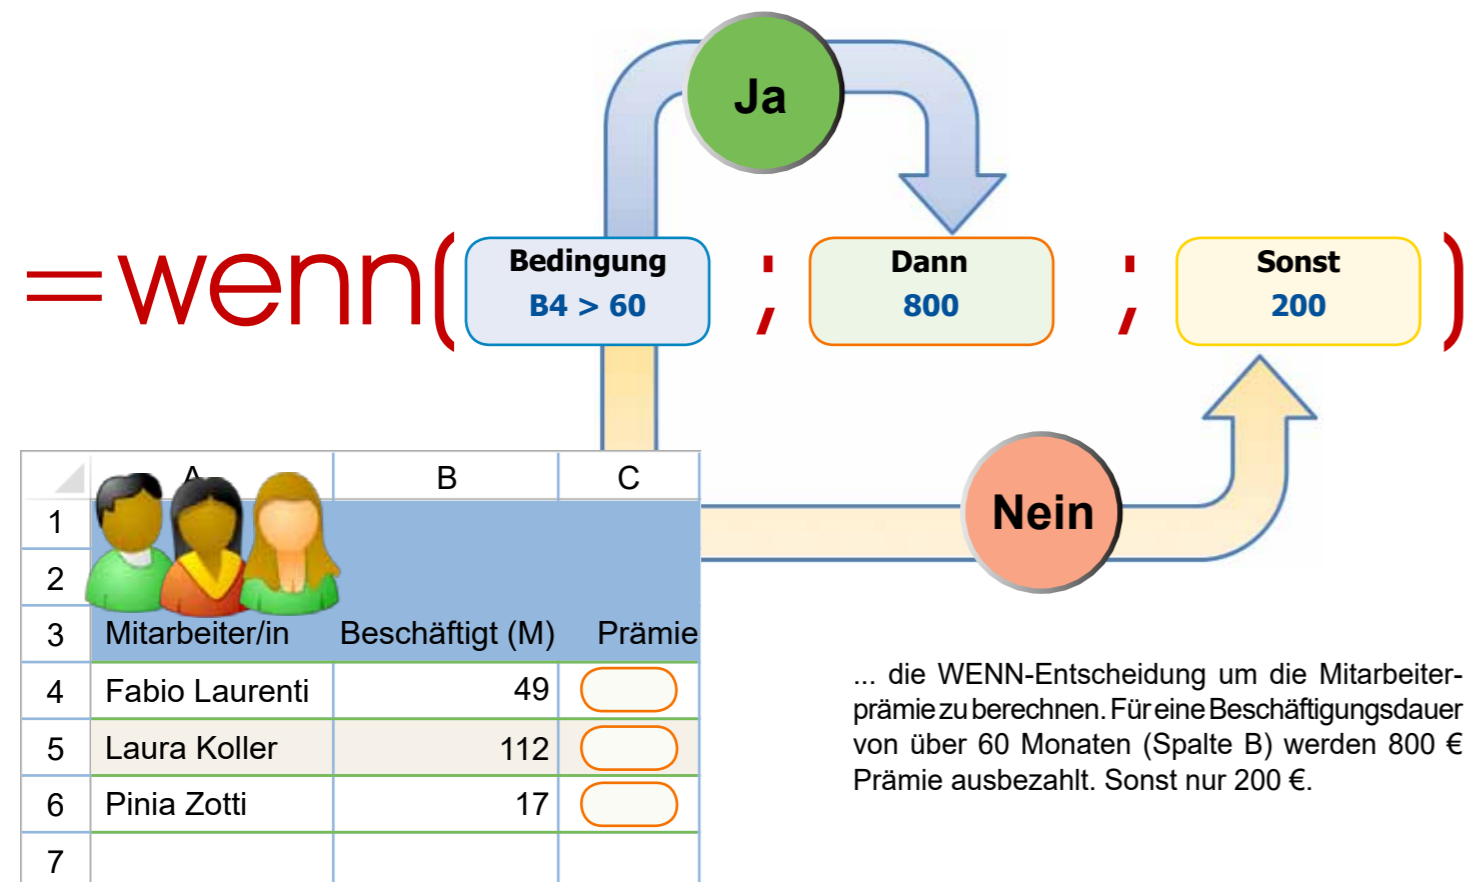 Ja
=wenn( Bedingung ; Dann ; Sonst )
B4 > 60 800 200
Nein
A B C
1
2
3 Mitarbeiter/in Beschäftigt (M) Prämie
4 Fabio Laurenti 49
5 Laura Koller 112
6 Pinia Zotti 17
7
... die WENN-Entscheidung um die Mitarbeiter-
prämie zu berechnen. Für eine Beschäftigungsdauer
von über 60 Monaten (Spalte B) werden 800 €
Prämie ausbezahlt. Sonst nur 200 €.